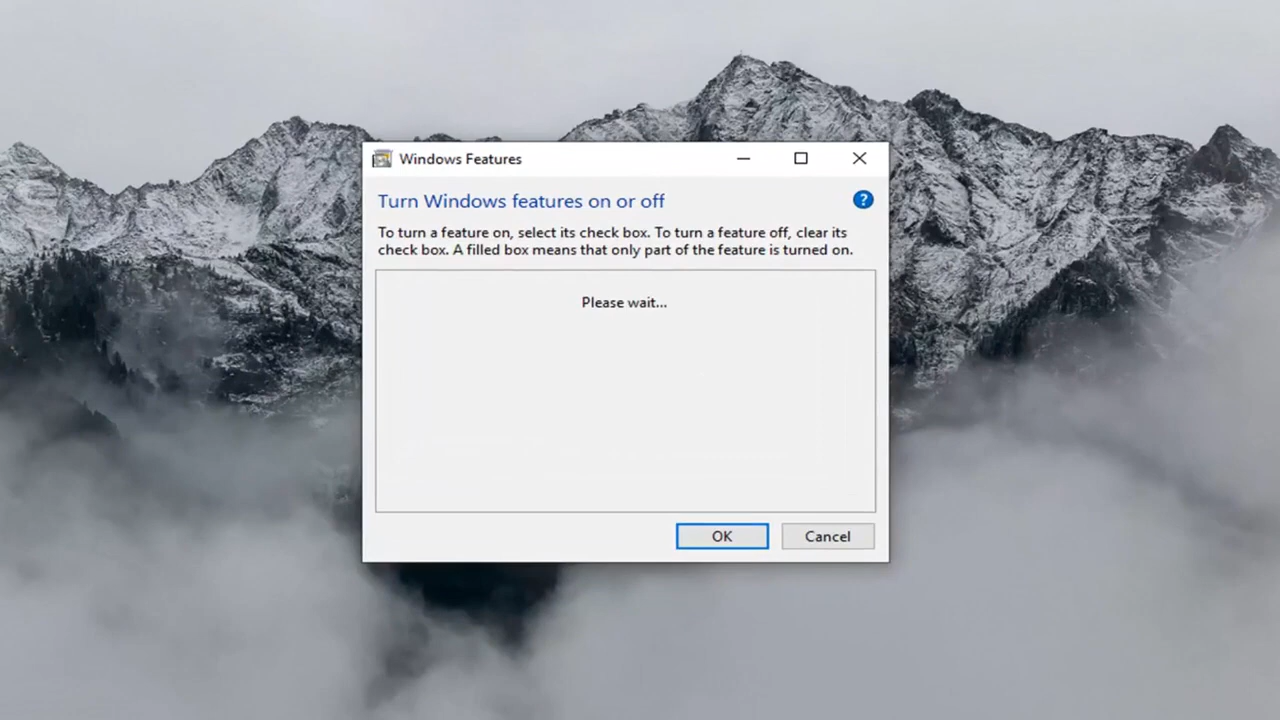 Windows Features
Turn Windows features on or off
?
To turn a feature on, select its check box. To turn a feature off, clear its
check box. A filled box means that only part of the feature is turned on.
Please wait...
OK
Cancel